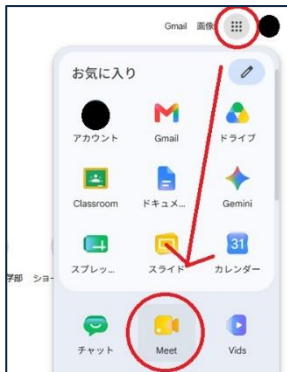 Gmail 画像
お気に入り
アカウント Gmail ドライブ
Classroom ドキュメ... Gemini
31
スプレッ... スライド カレンダー
学部 ショー
チャット Meet Vids